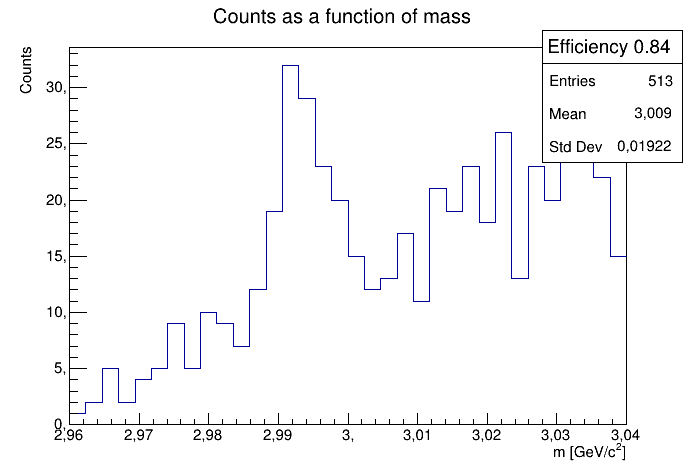 Counts as a function of mass
Efficiency 0.84
Entries 513
Mean 3,009
Std Dev 0,01922
Counts
30,
25,
20,
15,
10,
5,
0,
2,96 2,97 2,98 2,99 3, 3,01 3,02 3,03 3,04
m [GeV/c²]